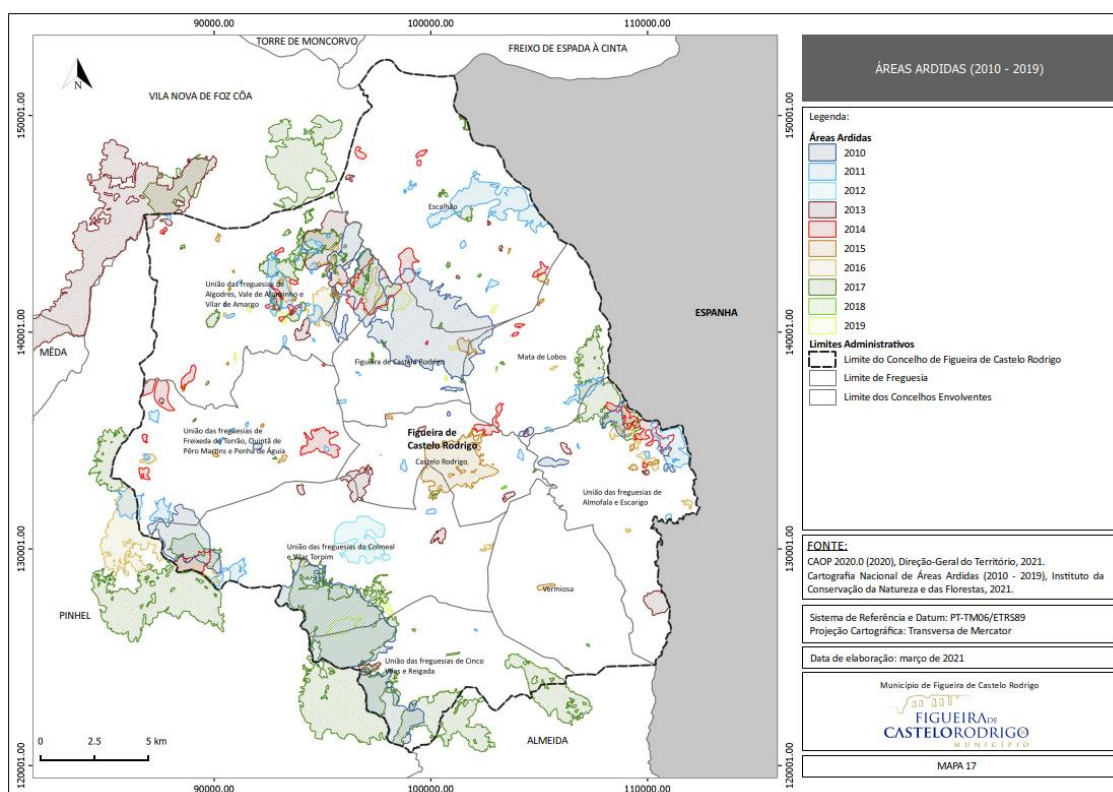 90000.00
100000.00
110000.00
TORRE DE MONCORVO
FREIXO DE ESPADA À CINTA
N
VILA NOVA DE FOZ CÔA
150001.00
150001.00
Escalhão
União das freguesias de
Algodres, Vale de Afonsinho e
Vilar de Amargo
ESPANHA
140001.00
140001.00
MÊDA
Mata de Lobos
Figueira de Castelo Rodrigo
União das freguesias de
Freixeda do Torrão, Quintã de
Pêro Martins e Penha de Águia
Figueira de
Castelo Rodrigo
Castelo Rodrigo
União das freguesias de
Almofala e Escarigo
130001.00
130001.00
União das freguesias do Colmeal
e Vilar Torpim
Vermiosa
PINHEL
União das freguesias de Cinco
Vilas e Reigada
ALMEIDA
0
2.5
5 km
120001.00
120001.00
90000.00
100000.00
110000.00
ÁREAS ARDIDAS (2010 - 2019)
Legenda:
Áreas Ardidas
2010
2011
2012
2013
2014
2015
2016
2017
2018
2019
Limites Administrativos
Limite do Concelho de Figueira de Castelo Rodrigo
Limite de Freguesia
Limite dos Concelhos Envolventes
FONTE:
CAOP 2020.0 (2020), Direção-Geral do Território, 2021.
Cartografia Nacional de Áreas Ardidas (2010 - 2019), Instituto da
Conservação da Natureza e das Florestas, 2021.
Sistema de Referência e Datum: PT-TM06/ETRS89
Projeção Cartográfica: Transversa de Mercator
Data de elaboração: março de 2021
Município de Figueira de Castelo Rodrigo
FIGUEIRA DE
CASTELO RODRIGO
MUNICÍPIO
MAPA 17